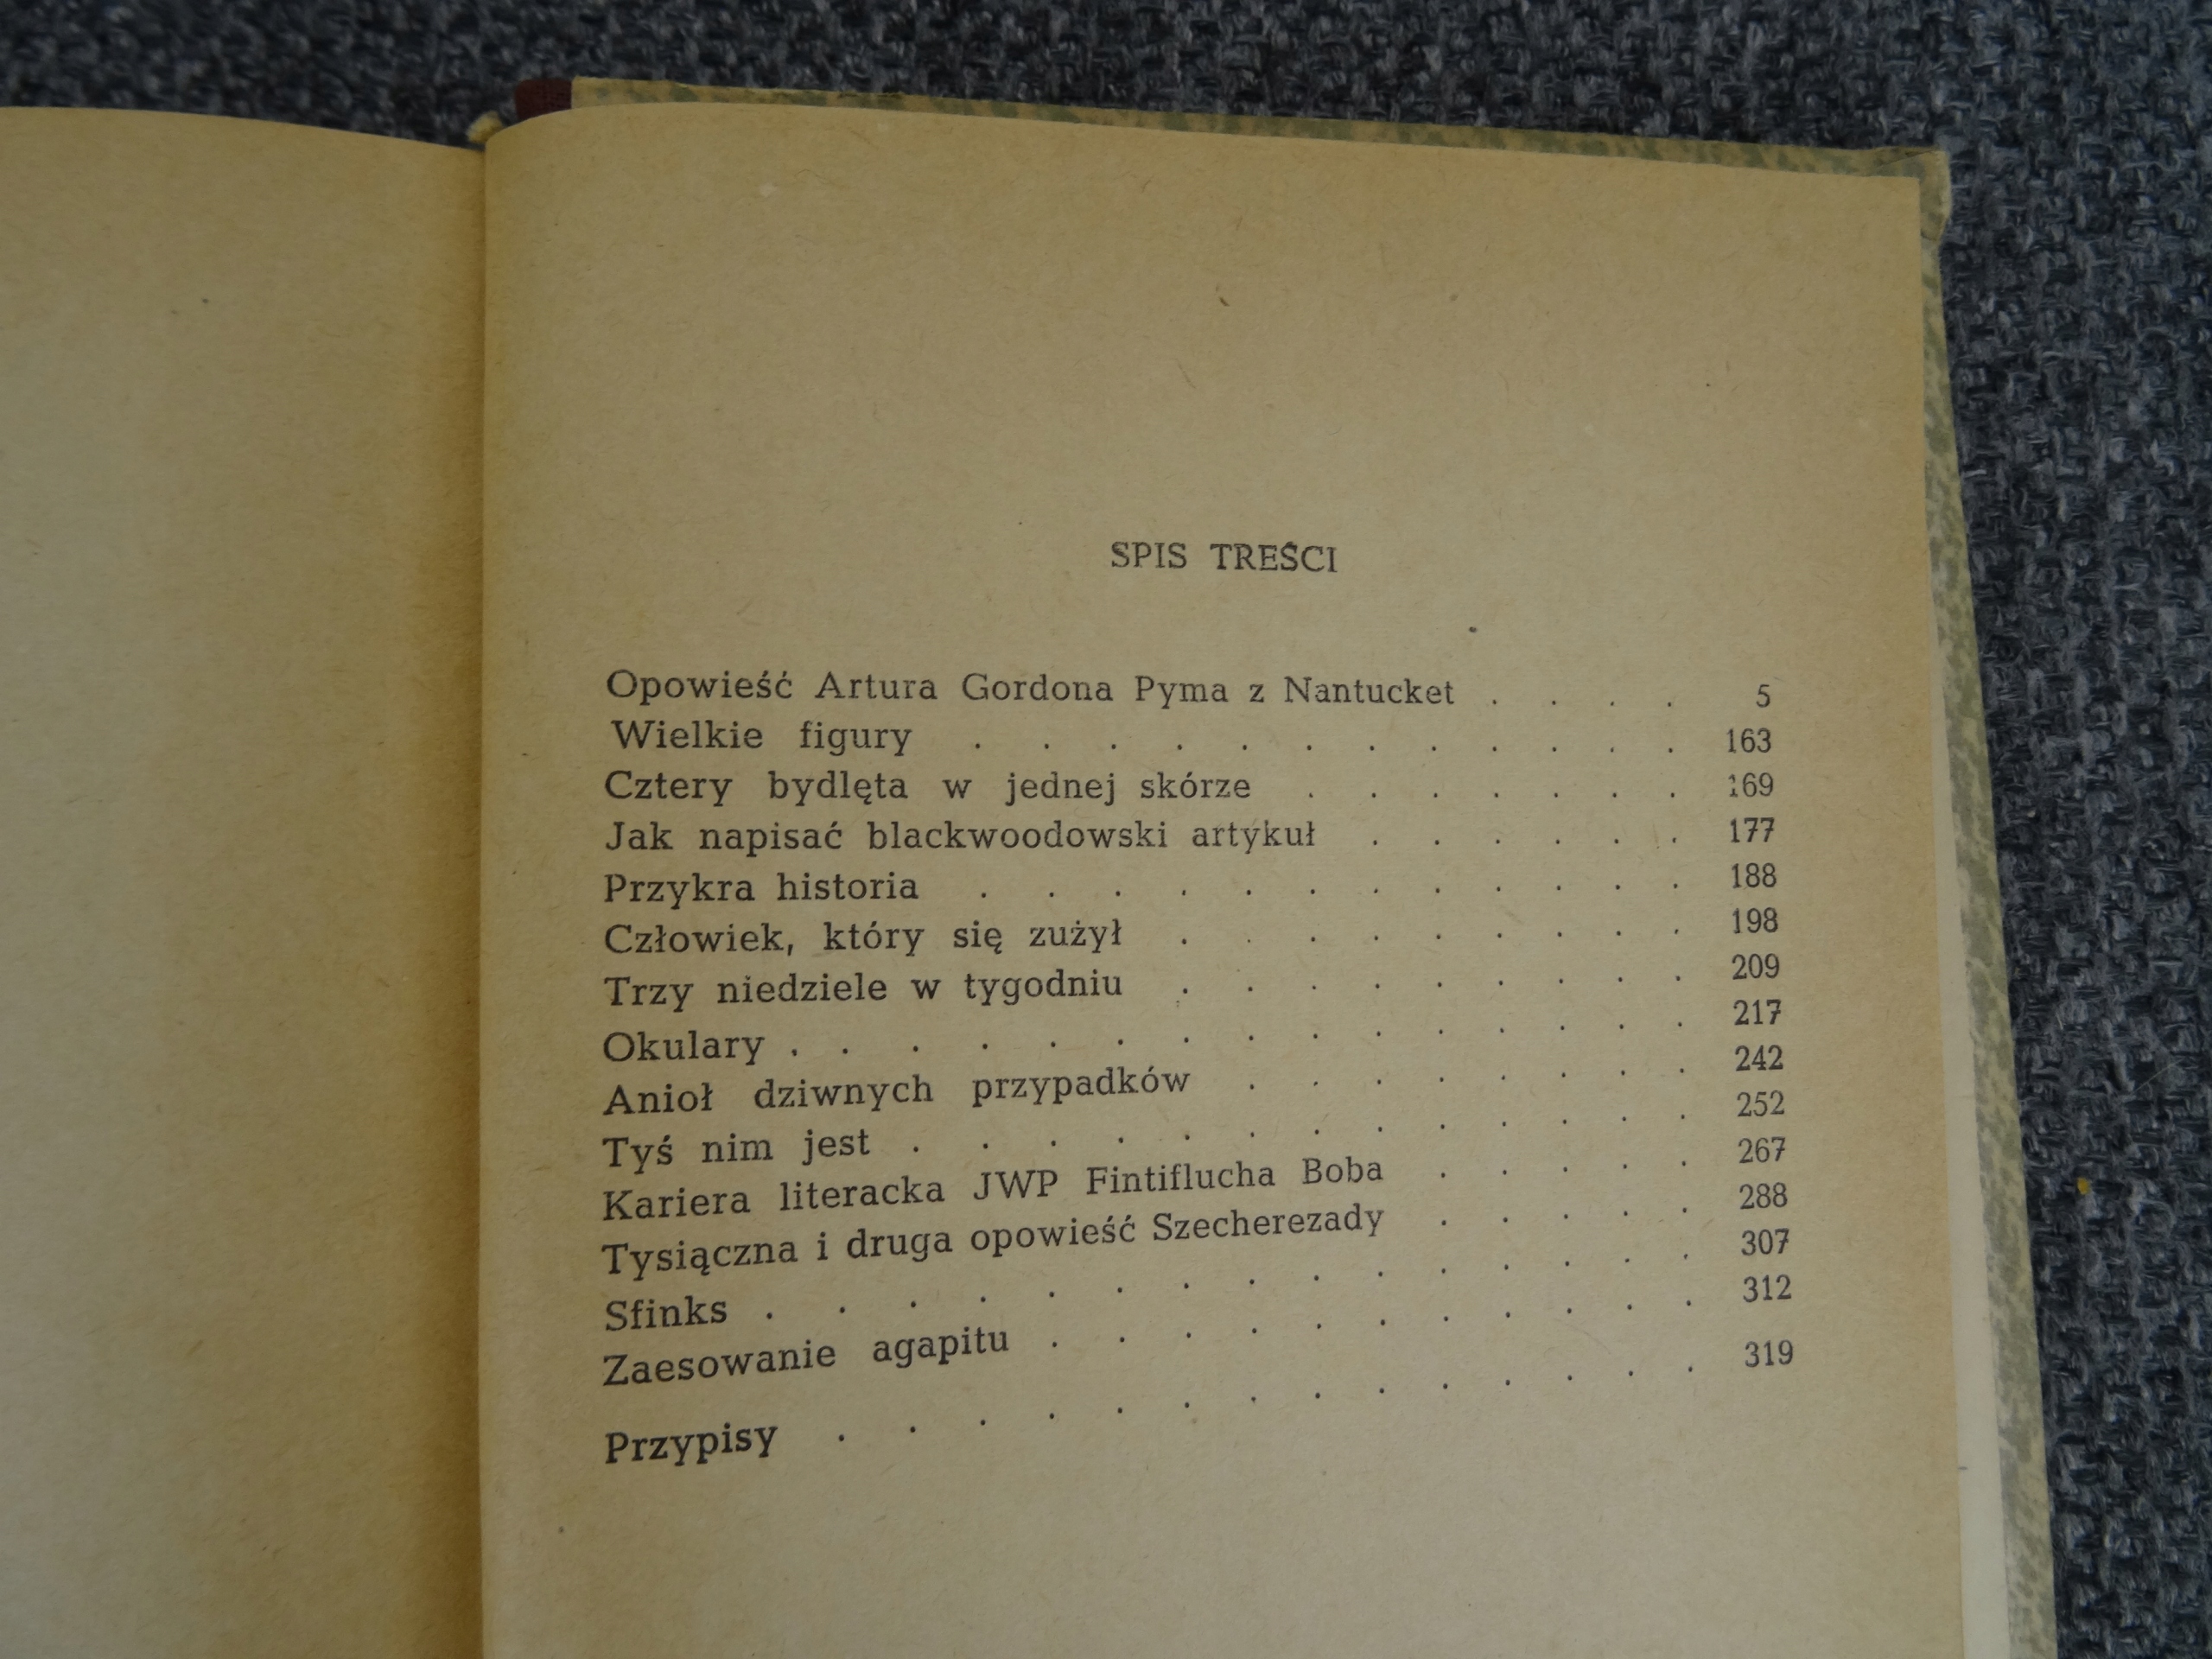 SPIS TREŚCI
Opowieść Artura Gordona Pyma z Nantucket . . . . 5
Wielkie figury . . . . . . . . . . . . 163
Cztery bydlęta w jednej skórze . . . . . . . 169
Jak napisać blackwoodowski artykuł . . . . . . 177
Przykra historia . . . . . . . . . . . . 188
Człowiek, który się zużył . . . . . . . . . 198
Trzy niedziele w tygodniu . . . . . . . . . 209
Okulary . . . . . . . . . . . . . . . 217
Anioł dziwnych przypadków . . . . . . . . 242
Tyś nim jest . . . . . . . . . . . . . 252
Kariera literacka JWP Fintiflucha Boba . . . . . 267
Tysiączna i druga opowieść Szecherezady . . . . . 288
Sfinks . . . . . . . . . . . . . . . 307
Zaesowanie agapitu . . . . . . . . . . . 312
Przypisy . . . . . . . . . . . . . . 319